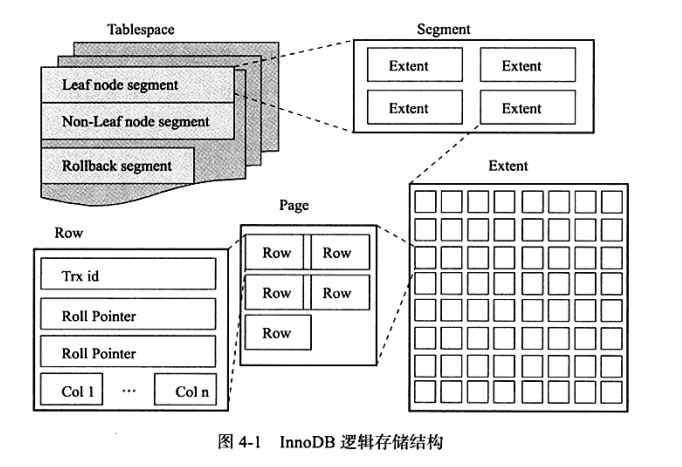 Tablespace
Leaf node segment
Non-Leaf node segment
Rollback segment
Segment
Extent Extent
Extent Extent
Extent
Page
Row Row
Row Row
Row
Row
Trx id
Roll Pointer
Roll Pointer
Col 1 ··· Col n
图 4-1 InnoDB 逻辑存储结构